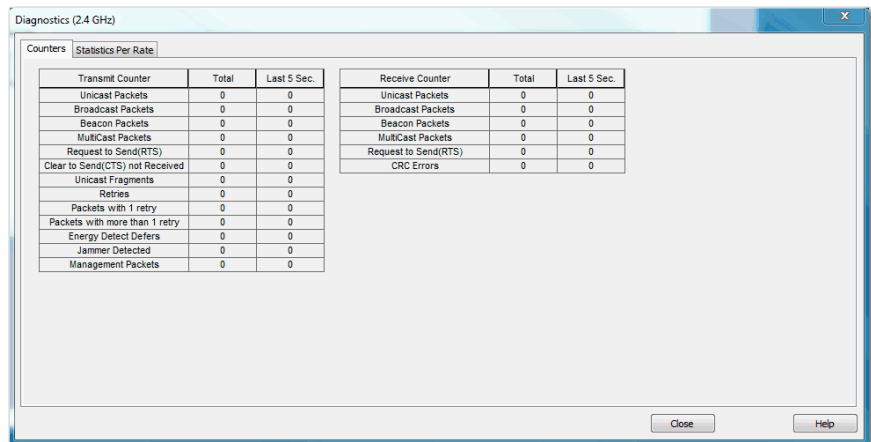 Diagnostics (2.4 GHz)
x
Counters Statistics Per Rate
Transmit Counter Total Last 5 Sec. Receive Counter Total Last 5 Sec.
Unicast Packets 0 0 Unicast Packets 0 0
Broadcast Packets 0 0 Broadcast Packets 0 0
Beacon Packets 0 0 Beacon Packets 0 0
MultiCast Packets 0 0 MultiCast Packets 0 0
Request to Send(RTS) 0 0 Request to Send(RTS) 0 0
Clear to Send(CTS) not Received 0 0 CRC Errors 0 0
Unicast Fragments 0 0
Retries 0 0
Packets with 1 retry 0 0
Packets with more than 1 retry 0 0
Energy Detect Defers 0 0
Jammer Detected 0 0
Management Packets 0 0
Close Help